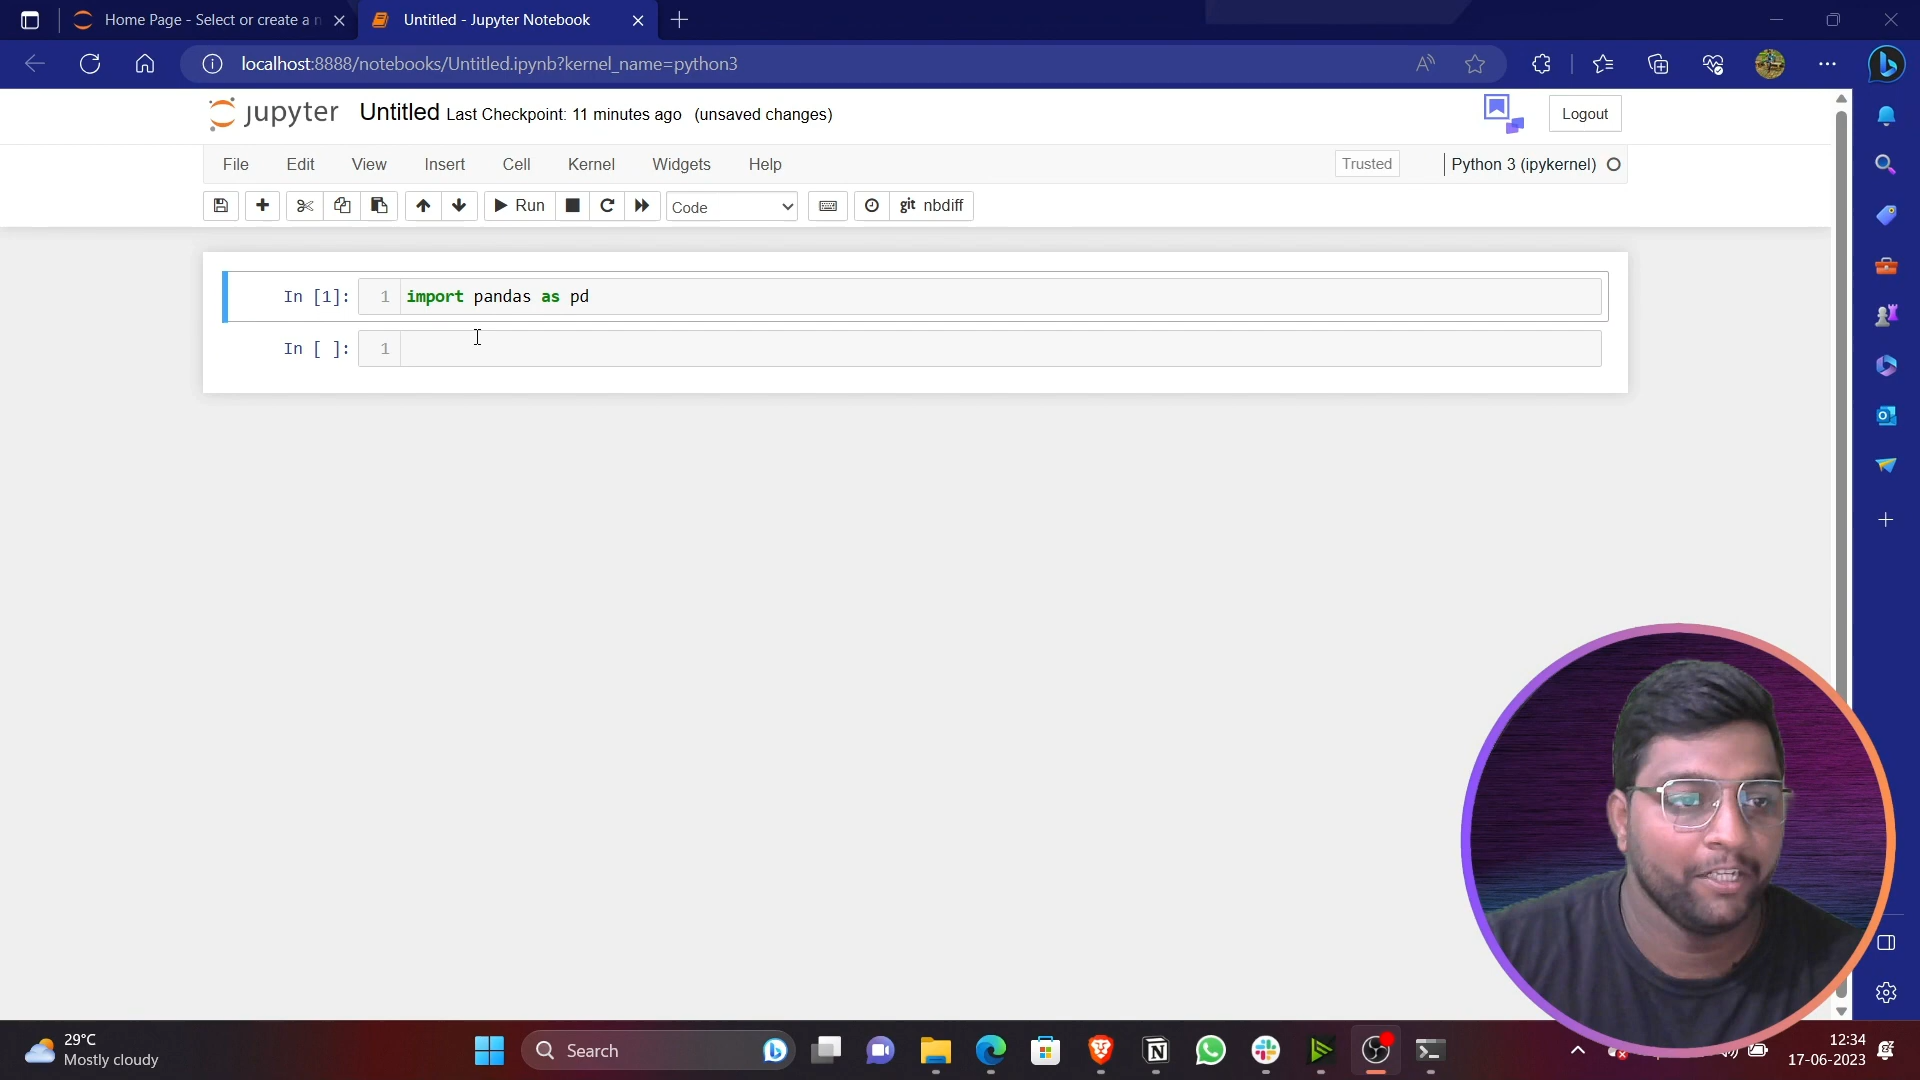 Home Page - Select or create a n
Untitled - Jupyter Notebook
localhost:8888/notebooks/Untitled.ipynb?kernel_name=python3
jupyter Untitled Last Checkpoint: 11 minutes ago (unsaved changes)
Logout
File Edit View Insert Cell Kernel Widgets Help
Trusted
Python 3 (ipykernel)
Run
Code
git nbdiff
In [1]: 1 import pandas as pd
In [ ]: 1
29°C
Mostly cloudy
Search
12:34
17-06-2023